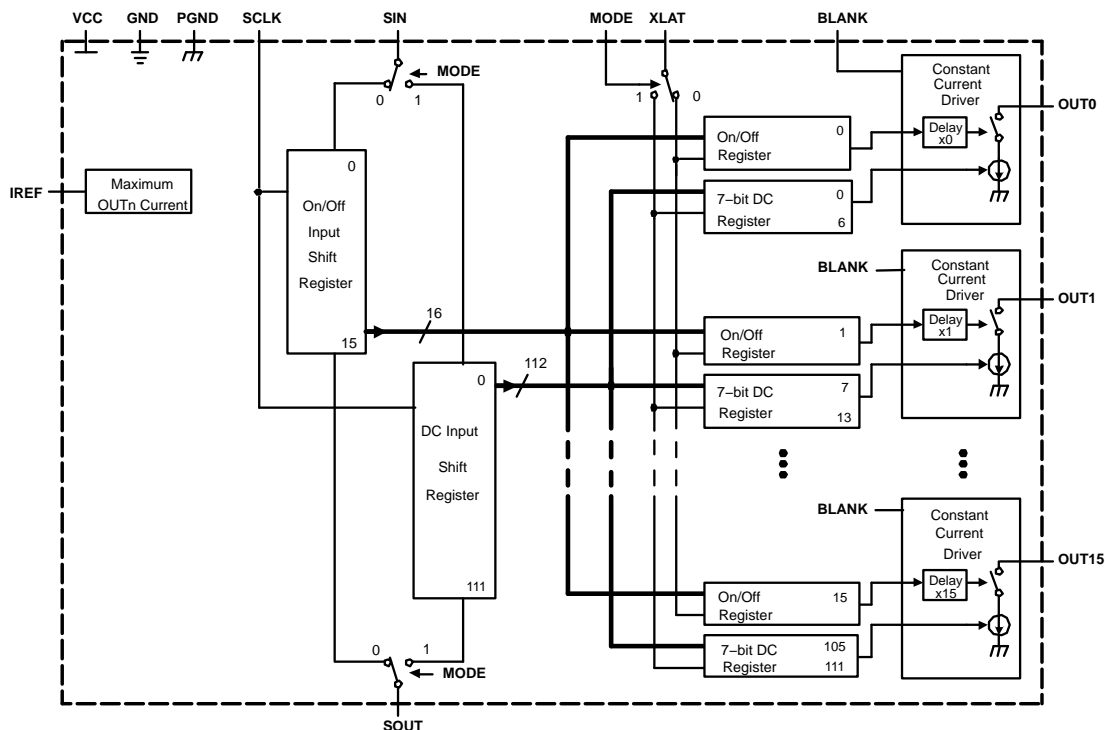 VCC GND PGND SCLK SIN MODE XLAT BLANK
MODE
0 1
1 0
IREF
Maximum
OUTn Current
0
On/Off
Input
Shift
Register
15
16
0
DC Input
Shift
Register
111
112
0 1
MODE
SOUT
On/Off 0
Register
7–bit DC 0
Register 6
Constant
Current
Driver
Delay
x0
OUT0
BLANK
On/Off 1
Register
7–bit DC 7
Register 13
Constant
Current
Driver
Delay
x1
OUT1
BLANK
On/Off 15
Register
7–bit DC 105
Register 111
Constant
Current
Driver
Delay
x15
OUT15